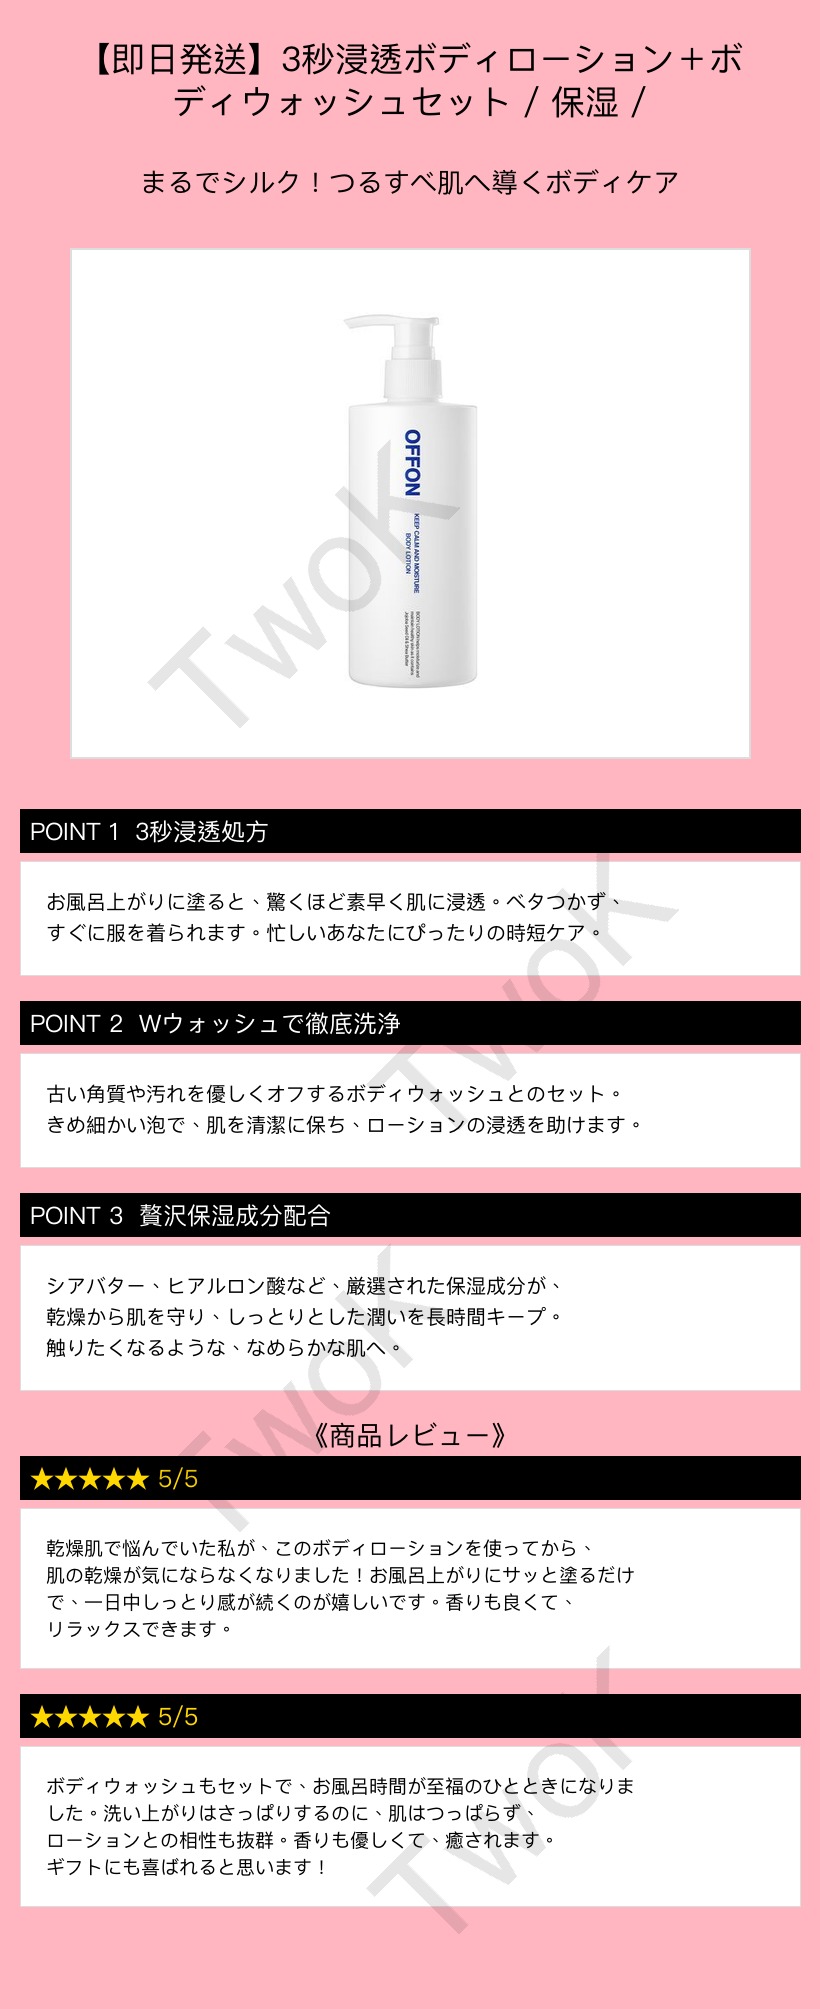 【即日発送】3秒浸透ボディローション＋ボ
ディウォッシュセット / 保湿 /
まるでシルク！つるすべ肌へ導くボディケア
OFFON
KEEP CALM AND MOISTURE
BODY LOTION
BODY LOTION helps moisturize and
maintain healthy skin as it contains
Jojoba Seed Oil & Shea Butter
TwoK
POINT 1 3秒浸透処方
お風呂上がりに塗ると、驚くほど素早く肌に浸透。ベタつかず、
すぐに服を着られます。忙しいあなたにぴったりの時短ケア。
TwoK
POINT 2 Wウォッシュで徹底洗浄
古い角質や汚れを優しくオフするボディウォッシュとのセット。
きめ細かい泡で、肌を清潔に保ち、ローションの浸透を助けます。
POINT 3 贅沢保湿成分配合
シアバター、ヒアルロン酸など、厳選された保湿成分が、
乾燥から肌を守り、しっとりとした潤いを長時間キープ。
触りたくなるような、なめらかな肌へ。
TwoK
《商品レビュー》
★★★★★ 5/5
乾燥肌で悩んでいた私が、このボディローションを使ってから、
肌の乾燥が気にならなくなりました！お風呂上がりにサッと塗るだけ
で、一日中しっとり感が続くのが嬉しいです。香りも良くて、
リラックスできます。
★★★★★ 5/5
ボディウォッシュもセットで、お風呂時間が至福のひとときになりま
した。洗い上がりはさっぱりするのに、肌はつっぱらず、
ローションとの相性も抜群。香りも優しくて、癒されます。
ギフトにも喜ばれると思います！
TwoK